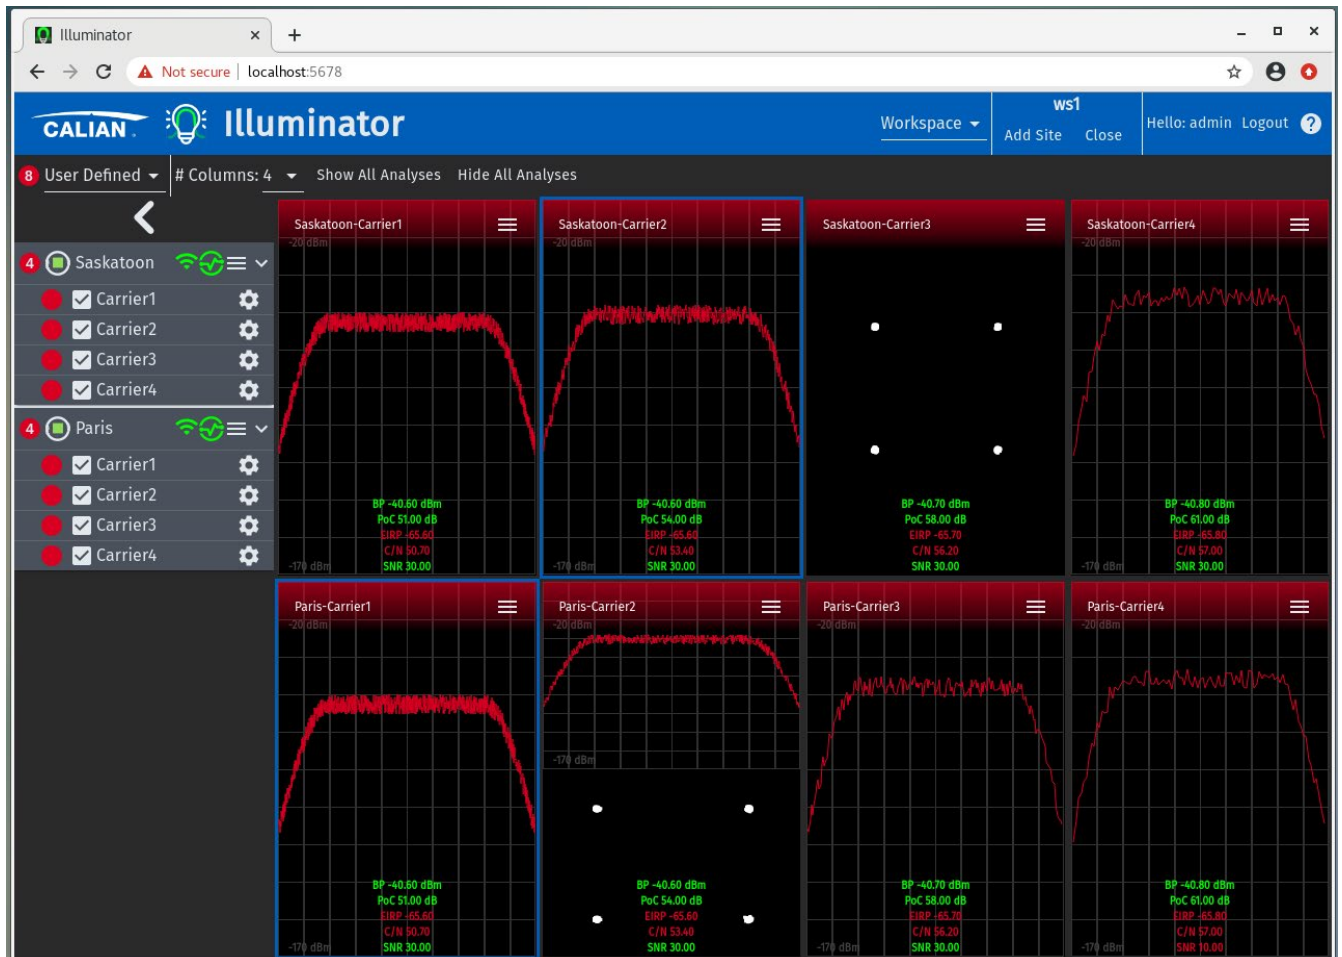 Illuminator
Not secure | localhost:5678
CALIAN Illuminator Workspace ws1 Add Site Close Hello: admin Logout ?
8 User Defined # Columns: 4 Show All Analyses Hide All Analyses
4 Saskatoon
Carrier1
Carrier2
Carrier3
Carrier4
4 Paris
Carrier1
Carrier2
Carrier3
Carrier4
Saskatoon-Carrier1
-20 dBm
BP -40.60 dBm
PoC 51.00 dB
EIRP -65.60
C/N 50.70
SNR 30.00
-170 dBm
Saskatoon-Carrier2
-20 dBm
BP -40.60 dBm
PoC 54.00 dB
EIRP -65.60
C/N 53.40
SNR 30.00
Saskatoon-Carrier3
BP -40.70 dBm
PoC 58.00 dB
EIRP -65.70
C/N 56.20
SNR 30.00
Saskatoon-Carrier4
-20 dBm
BP -40.80 dBm
PoC 61.00 dB
EIRP -65.80
C/N 57.00
SNR 30.00
-170 dBm
Paris-Carrier1
-20 dBm
BP -40.60 dBm
PoC 51.00 dB
EIRP -65.60
C/N 50.70
SNR 30.00
-170 dBm
Paris-Carrier2
-20 dBm
-170 dBm
BP -40.60 dBm
PoC 54.00 dB
EIRP -65.60
C/N 53.40
SNR 30.00
Paris-Carrier3
-20 dBm
BP -40.70 dBm
PoC 58.00 dB
EIRP -65.70
C/N 56.20
SNR 30.00
-170 dBm
Paris-Carrier4
-20 dBm
BP -40.80 dBm
PoC 61.00 dB
EIRP -65.80
C/N 57.00
SNR 10.00
-170 dBm